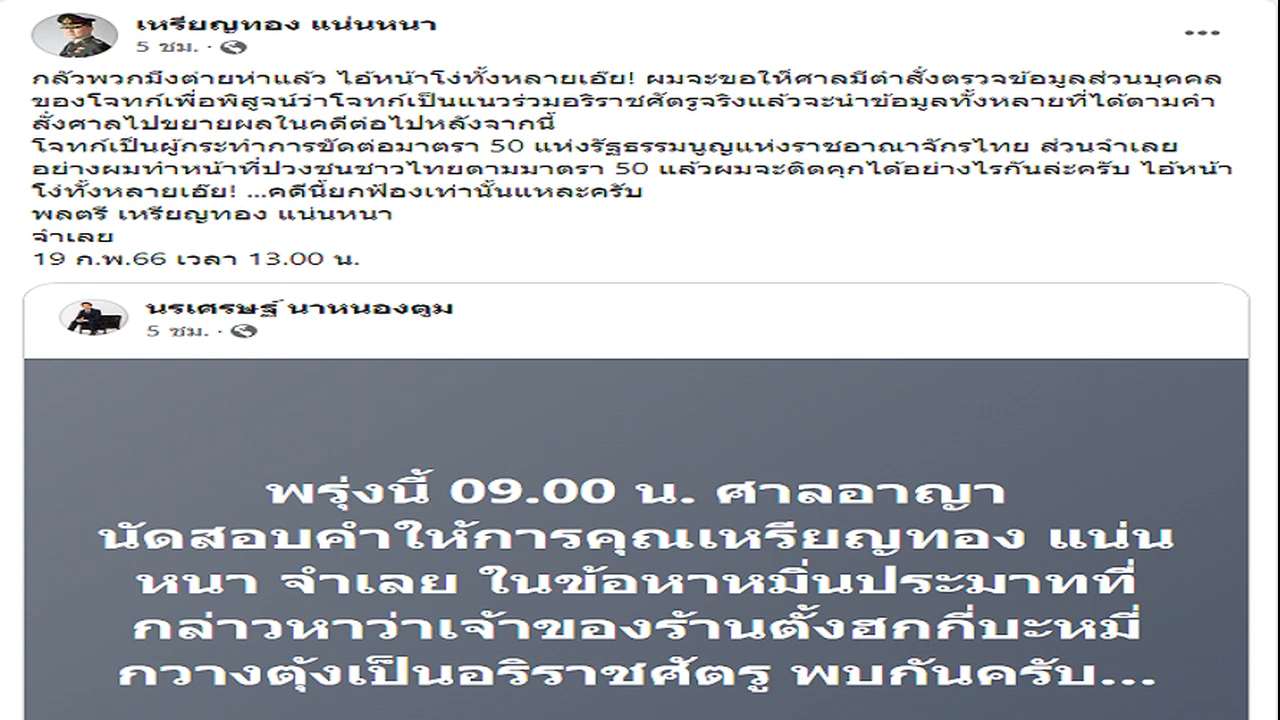 เหรียญทอง แน่นหนา
5 ชม. ·
กลัวพวกมึงตายห่าแล้ว ไอ้หน้าโง่ทั้งหลายเอ๊ย! ผมจะขอให้ศาลมีคำสั่งตรวจข้อมูลส่วนบุคคล
ของโจทก์เพื่อพิสูจน์ว่าโจทก์เป็นแนวร่วมอริราชศัตรูจริงแล้วจะนำข้อมูลทั้งหลายที่ได้ตามคำ
สั่งศาลไปขยายผลในคดีต่อไปหลังจากนี้
โจทก์เป็นผู้กระทำการขัดต่อมาตรา 50 แห่งรัฐธรรมนูญแห่งราชอาณาจักรไทย ส่วนจำเลย
อย่างผมทำหน้าที่ปวงชนชาวไทยตามมาตรา 50 แล้วผมจะติดคุกได้อย่างไรกันล่ะครับ ไอ้หน้า
โง่ทั้งหลายเอ๊ย! ...คดีนี้ยกฟ้องเท่านั้นแหละครับ
พลตรี เหรียญทอง แน่นหนา
จำเลย
19 ก.พ.66 เวลา 13.00 น.
นรเศรษฐ์ นาหนองตูม
5 ชม. ·
พรุ่งนี้ 09.00 น. ศาลอาญา
นัดสอบคำให้การคุณเหรียญทอง แน่น
หนา จำเลย ในข้อหาหมิ่นประมาทที่
กล่าวหาว่าเจ้าของร้านตั้งฮกกี่บะหมี่
กวางตุ้งเป็นอริราชศัตรู พบกันครับ...